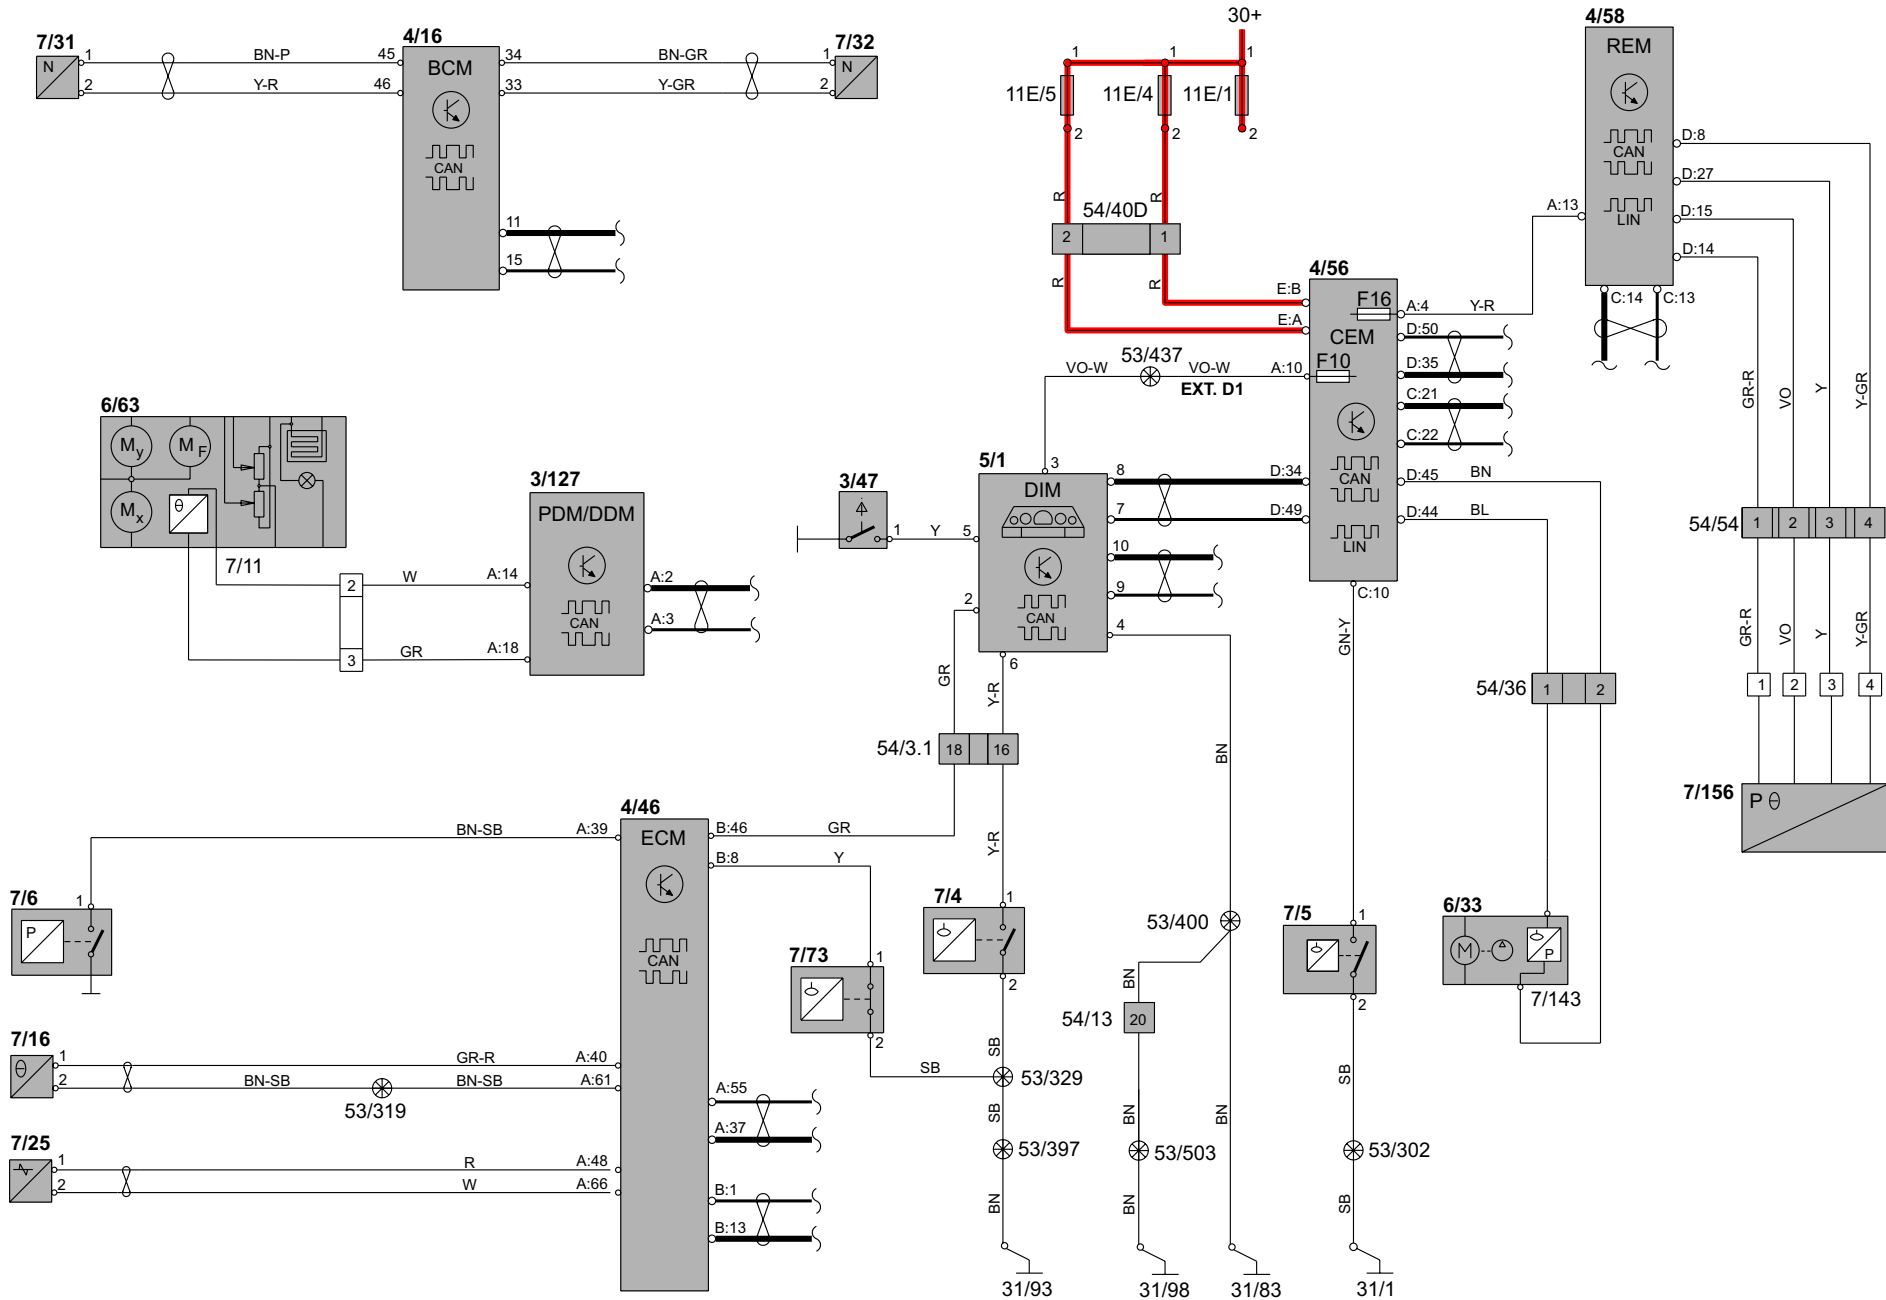 30+
4/58
REM
CAN
LIN
A:13
D:8
D:27
D:15
D:14
C:14
C:13
7/31
N
1
2
BN-P
Y-R
45
46
4/16
BCM
CAN
34
33
BN-GR
Y-GR
1
2
7/32
N
11
15
1
1
1
11E/5
11E/4
11E/1
2
2
2
R
R
54/40D
2
1
R
R
4/56
E:B
E:A
F16
CEM
F10
CAN
LIN
A:4
Y-R
D:50
D:35
C:21
C:22
D:45
BN
D:44
BL
C:10
53/437
VO-W
VO-W
A:10
EXT. D1
GR-R
VO
Y
Y-GR
54/54
1
2
3
4
GR-R
VO
Y
Y-GR
1
2
3
4
7/156
P θ
6/63
My
MF
Mx
θ
7/11
2
3
W
GR
3/127
PDM/DDM
CAN
A:14
A:18
A:2
A:3
3/47
1
Y
5
5/1
DIM
CAN
3
8
7
10
9
4
2
6
D:34
D:49
GR
Y-R
54/3.1
18
16
BN
GN-Y
54/36
1
2
4/46
ECM
CAN
BN-SB
A:39
B:46
GR
B:8
Y
Y-R
7/6
1
P
7/73
1
2
SB
7/4
1
2
SB
53/329
SB
53/397
BN
31/93
53/400
BN
54/13
20
BN
53/503
BN
31/98
BN
31/83
7/5
1
2
SB
53/302
SB
31/1
6/33
M
P
7/143
7/16
θ
1
2
GR-R
A:40
BN-SB
53/319
BN-SB
A:61
7/25
1
2
R
A:48
W
A:66
A:55
A:37
B:1
B:13